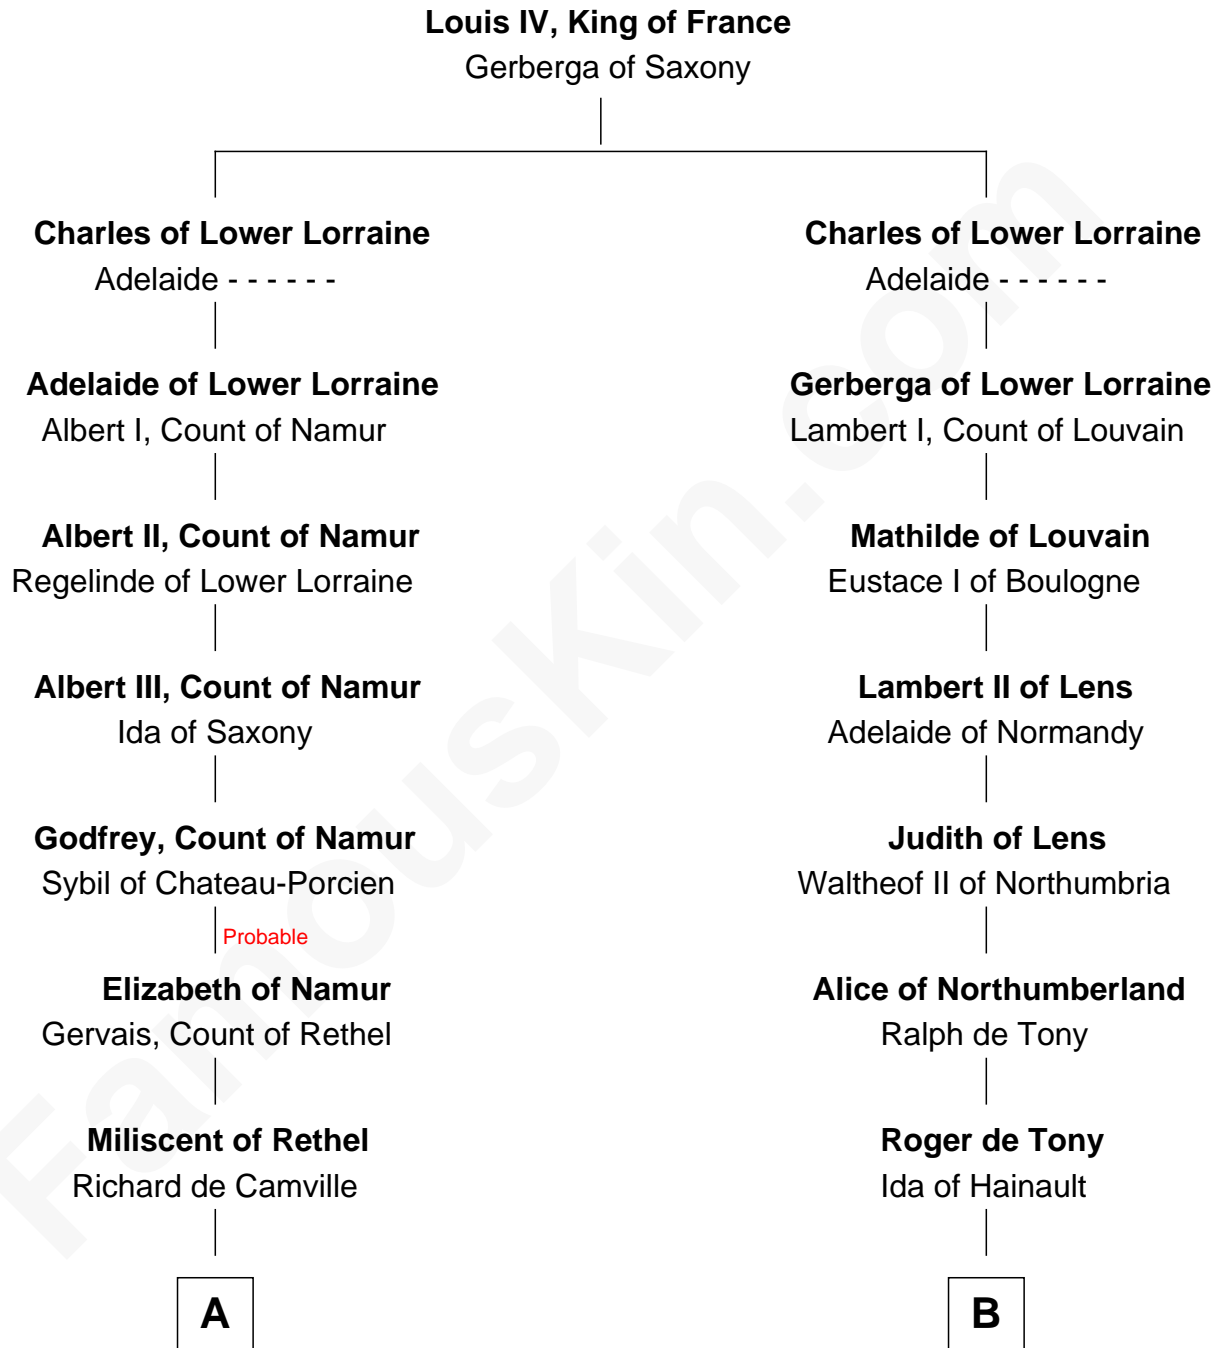 Louis IV, King of France
Gerberga of Saxony
Charles of Lower Lorraine
Adelaide - - - - - -
Charles of Lower Lorraine
Adelaide - - - - - -
Adelaide of Lower Lorraine
Albert I, Count of Namur
Gerberga of Lower Lorraine
Lambert I, Count of Louvain
Albert II, Count of Namur
Regelinde of Lower Lorraine
Mathilde of Louvain
Eustace I of Boulogne
Albert III, Count of Namur
Ida of Saxony
Lambert II of Lens
Adelaide of Normandy
Godfrey, Count of Namur
Sybil of Chateau-Porcien
Judith of Lens
Waltheof II of Northumbria
Probable
Elizabeth of Namur
Gervais, Count of Rethel
Alice of Northumberland
Ralph de Tony
Miliscent of Rethel
Richard de Camville
Roger de Tony
Ida of Hainault
A
B
FamousKin.com